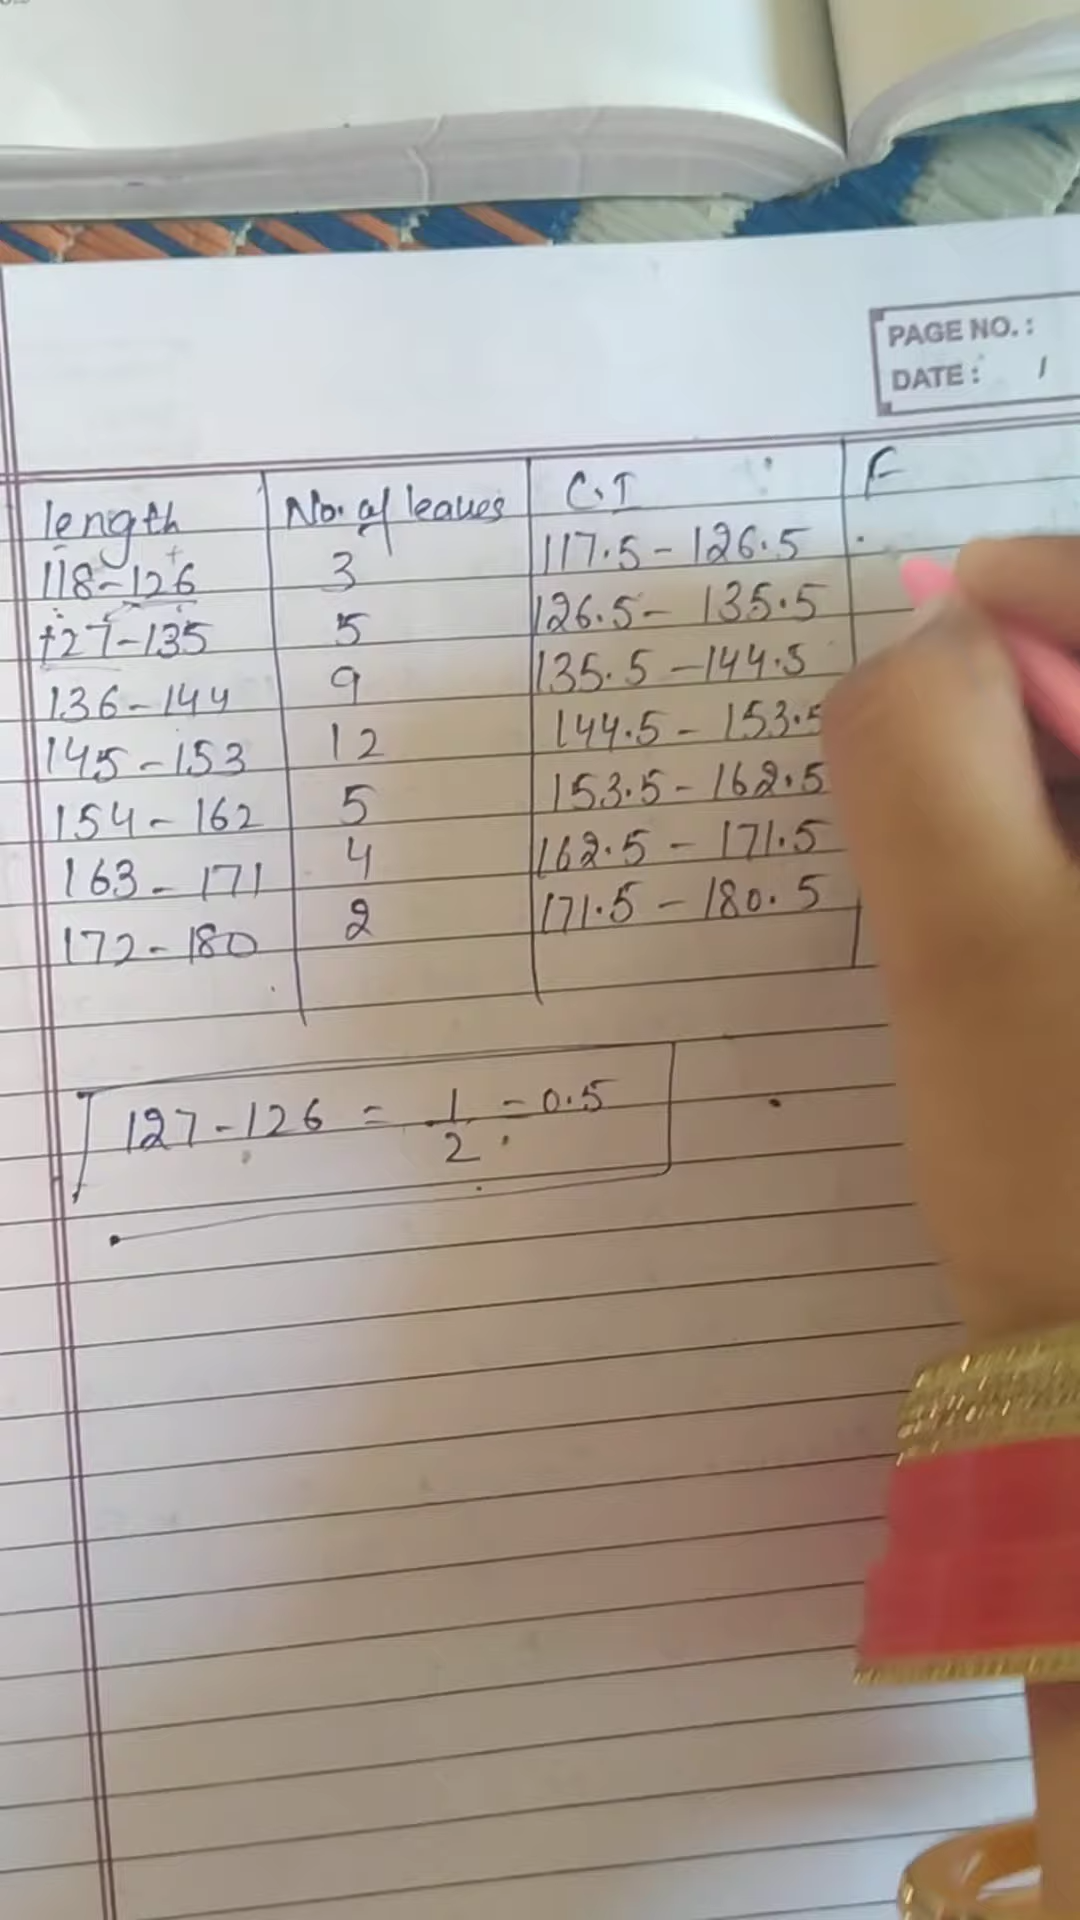 PAGE NO. :
DATE : /
length No. of leaves C.I F
118-126 3 117.5 - 126.5
127-135 5 126.5 - 135.5
136-144 9 135.5 - 144.5
145-153 12 144.5 - 153.5
154-162 5 153.5 - 162.5
163-171 4 162.5 - 171.5
172-180 2 171.5 - 180.5
127-126 = 1/2 = 0.5